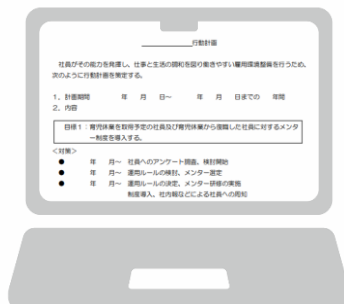 行動計画
社員がその能力を発揮し、仕事と生活の調和を図り働きやすい雇用環境整備を行うため、
次のように行動計画を策定する。
1．計画期間　　年　月　日〜　　年　月　日までの　　年間
2．内容
目標1：育児休業を取得予定の社員及び育児休業から復職した社員に対するメンタ
ー制度を導入する。
<対策>
●　　年　月〜　社員へのアンケート調査、検討開始
●　　年　月〜　運用ルールの検討、メンター選定
●　　年　月〜　運用ルールの決定、メンター研修の実施
制度導入、社内報などによる社員への周知